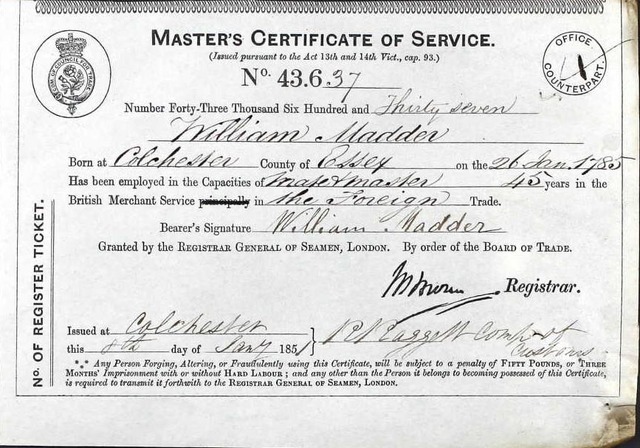 MASTER'S CERTIFICATE OF SERVICE.
(Issued pursuant to the Act 13th and 14th Vict., cap. 93.)
OFFICE COUNTERPART.
No. 43.637
Number Forty-Three Thousand Six Hundred and Thirty seven
William Madder
Born at Colchester County of Essex on the 26 Jan. 1785
Has been employed in the Capacities of Mate & Master 45 years in the
British Merchant Service principally in the Foreign Trade.
Bearer's Signature William Madder
Granted by the REGISTRAR GENERAL OF SEAMEN, LONDON. By order of the BOARD OF TRADE.
Registrar.
Issued at Colchester
this 8th day of Jany 1851
Compr of Customs
*** Any Person Forging, Altering, or Fraudulently using this Certificate, will be subject to a penalty of FIFTY POUNDS, or THREE
MONTHS' Imprisonment with or without HARD LABOUR; and any other than the Person it belongs to becoming possessed of this Certificate,
is required to transmit it forthwith to the REGISTRAR GENERAL OF SEAMEN, LONDON.
No. OF REGISTER TICKET.